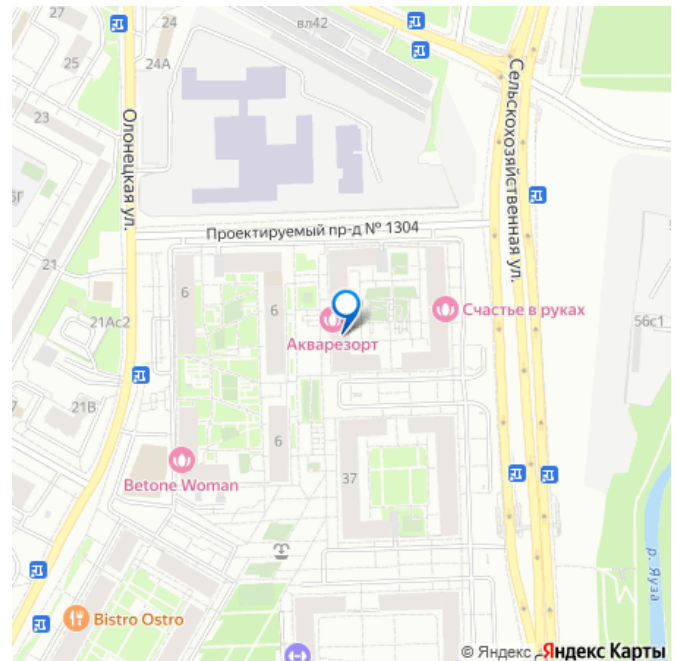 27
24
вл42
24А
25
23
Олонецкая ул.
Сельскохозяйственная ул.
Проектируемый пр-д № 1304
21
6
6
21Ас2
Акварезорт
Счастье в руках
56с1
21В
6
37
Betone Woman
р. Яуза
Bistro Ostro
© Яндекс
Яндекс Карты